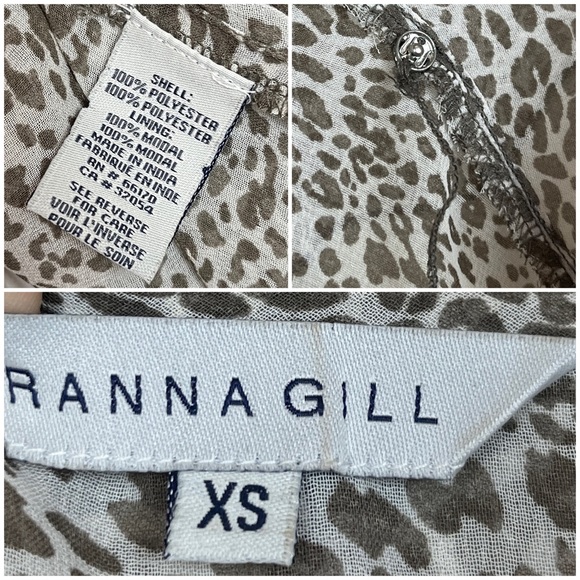 SHELL:
100% POLYESTER
100% POLYESTER
LINING:
100% MODAL
100% MODAL
MADE IN INDIA
FABRIQUE EN INDE
RN # 66170
CA # 32034
SEE REVERSE
FOR CARE
VOIR L'INVERSE
POUR LE SOIN
RANNA GILL
XS